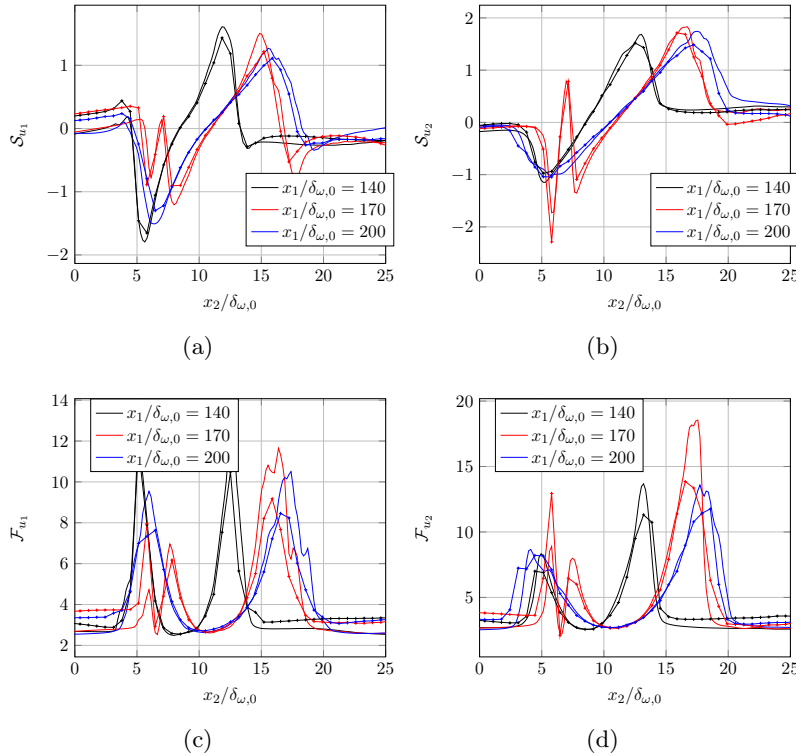 1
0
−1
−2
0
5
10
15
20
25
S_{u_1}
x_2/δ_{ω,0}
x_1/δ_{ω,0} = 140
x_1/δ_{ω,0} = 170
x_1/δ_{ω,0} = 200
(a)
2
1
0
−1
−2
0
5
10
15
20
25
S_{u_2}
x_2/δ_{ω,0}
x_1/δ_{ω,0} = 140
x_1/δ_{ω,0} = 170
x_1/δ_{ω,0} = 200
(b)
14
12
10
8
6
4
2
0
5
10
15
20
25
F_{u_1}
x_2/δ_{ω,0}
x_1/δ_{ω,0} = 140
x_1/δ_{ω,0} = 170
x_1/δ_{ω,0} = 200
(c)
20
15
10
5
0
5
10
15
20
25
F_{u_2}
x_2/δ_{ω,0}
x_1/δ_{ω,0} = 140
x_1/δ_{ω,0} = 170
x_1/δ_{ω,0} = 200
(d)